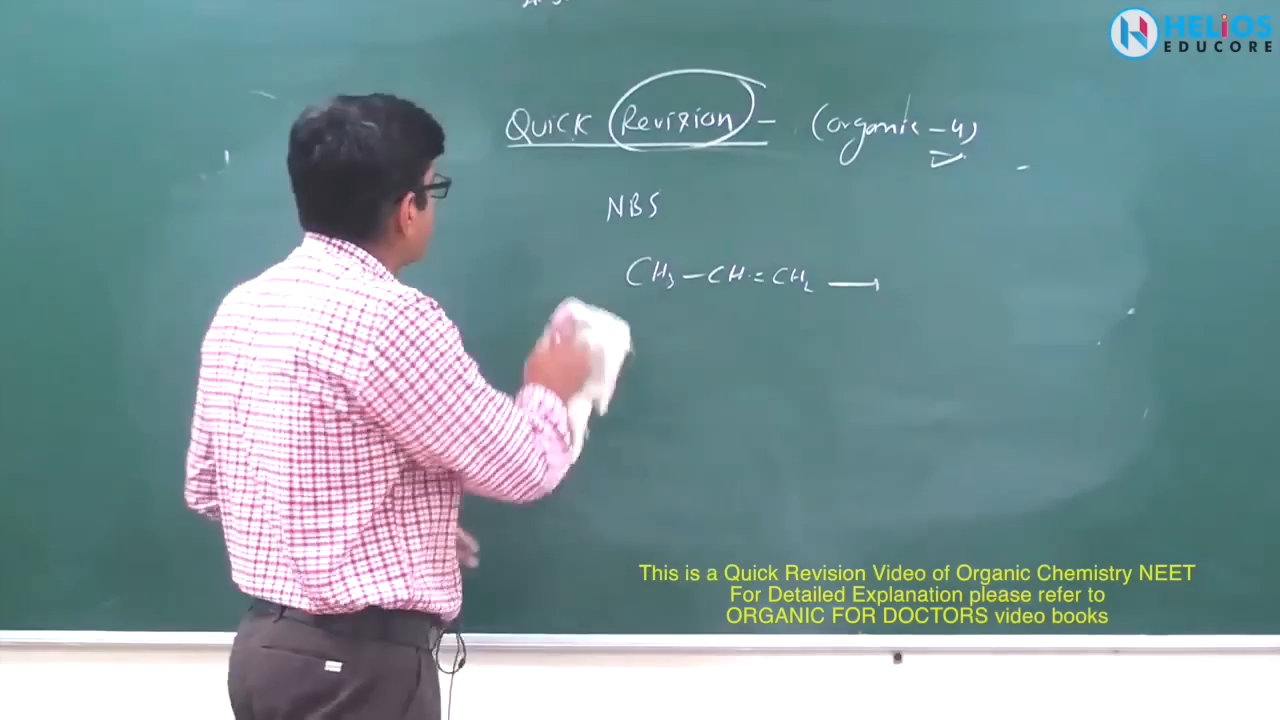 HELiOS
EDUCORE
QUICK Revision – (organic – 4)
NBS
CH3 – CH = CH2 →
This is a Quick Revision Video of Organic Chemistry NEET
For Detailed Explanation please refer to
ORGANIC FOR DOCTORS video books